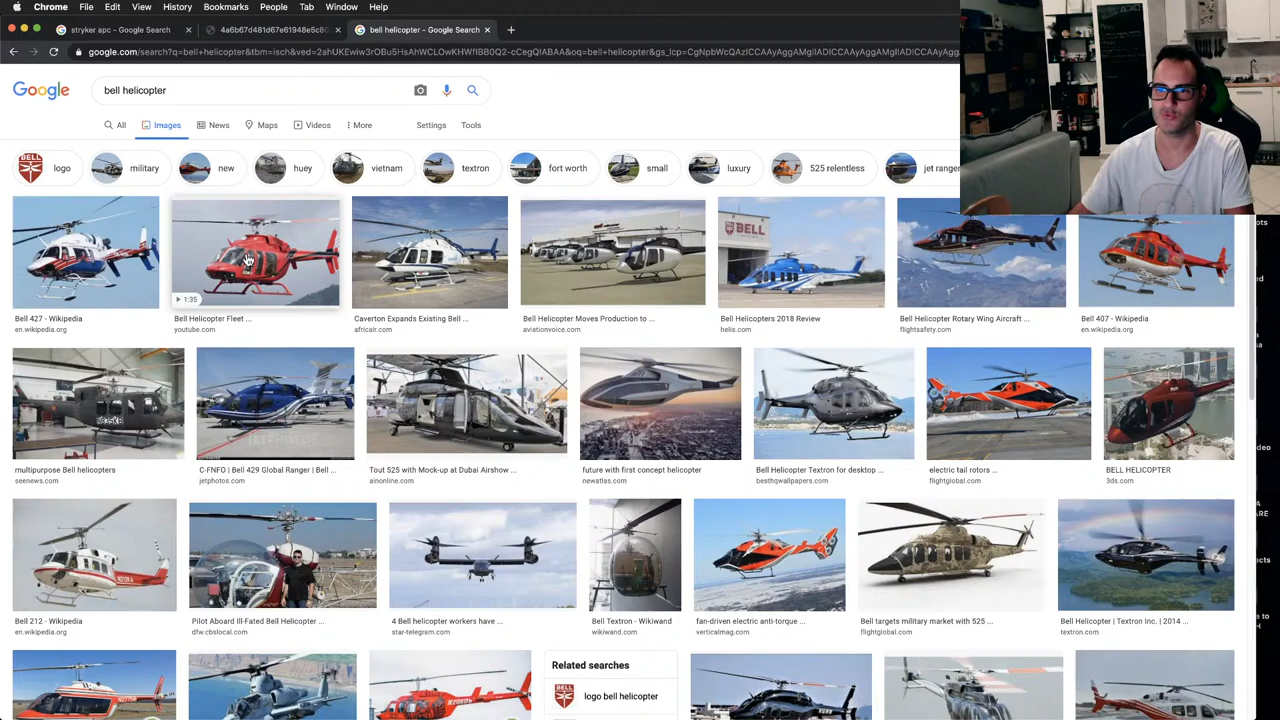 Chrome File Edit View History Bookmarks People Tab Window Help
stryker apc - Google Search
bell helicopter - Google Search
Google
bell helicopter
All Images News Maps Videos More Settings Tools
logo military new huey vietnam textron fort worth small luxury 525 relentless jet ranger
BELL
1:35
Bell 427 - Wikipedia
en.wikipedia.org
Bell Helicopter Fleet ...
youtube.com
Caverton Expands Existing Bell ...
africair.com
Bell Helicopter Moves Production to ...
aviationvoice.com
Bell Helicopters 2018 Review
helis.com
Bell Helicopter Rotary Wing Aircraft ...
flightsafety.com
Bell 407 - Wikipedia
en.wikipedia.org
multipurpose Bell helicopters
seenews.com
C-FNFO | Bell 429 Global Ranger | Bell ...
jetphotos.com
Tout 525 with Mock-up at Dubai Airshow ...
ainonline.com
future with first concept helicopter
newatlas.com
Bell Helicopter Textron for desktop ...
besthqwallpapers.com
electric tail rotors ...
flightglobal.com
BELL HELICOPTER
3ds.com
Bell 212 - Wikipedia
en.wikipedia.org
Pilot Aboard Ill-Fated Bell Helicopter ...
dfw.cbslocal.com
4 Bell helicopter workers have ...
star-telegram.com
Bell Textron - Wikiwand
wikiwand.com
fan-driven electric anti-torque ...
verticalmag.com
Bell targets military market with 525 ...
flightglobal.com
Bell Helicopter | Textron Inc. | 2014 ...
textron.com
Related searches
logo bell helicopter